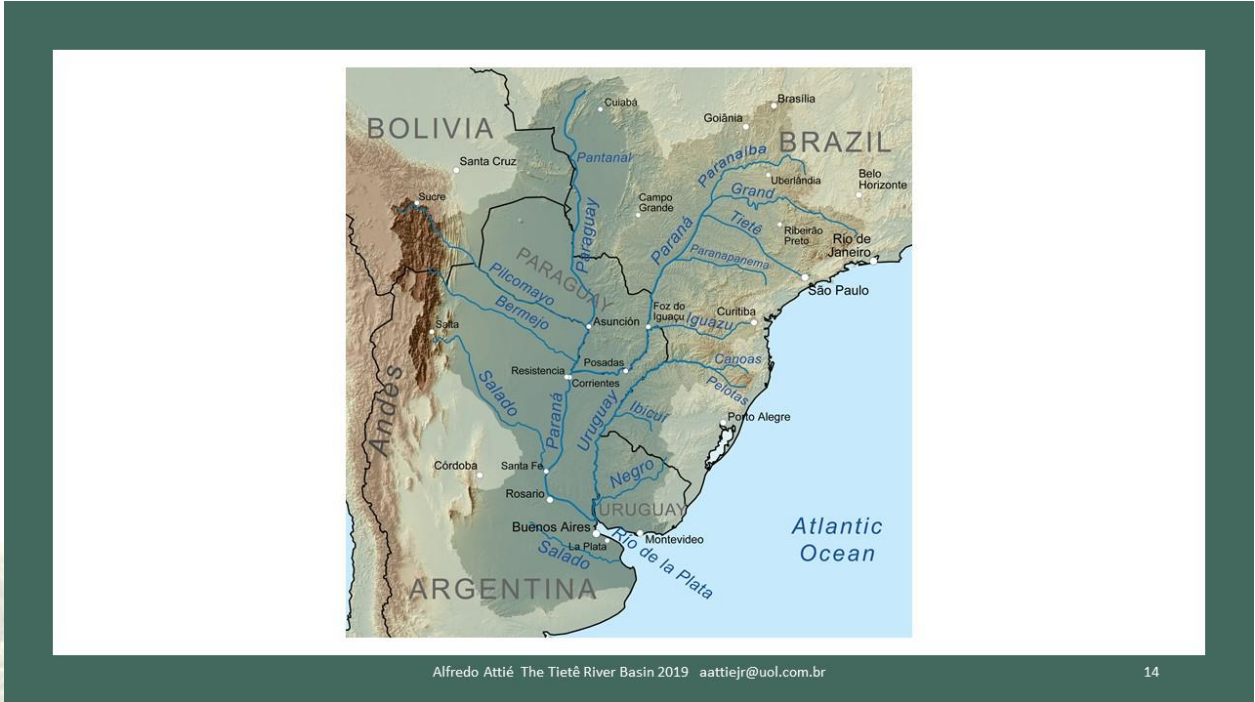 Cuiabá
Brasília
Goiânia
BOLIVIA
BRAZIL
Santa Cruz
Pantanal
Paranaiba
Uberlândia
Belo
Horizonte
Sucre
Campo
Grande
Grand
Tietê
Ribeirão
Preto
Rio de
Janeiro
Paraguay
Paraná
Paranapanema
PARAGUAY
Pilcomayo
São Paulo
Bermejo
Foz do
Iguaçu
Curitiba
Asunción
Iguazu
Salta
Posadas
Canoas
Resistencia
Corrientes
Pelotas
Salado
Andes
Paraná
Uruguay
Ibicuí
Porto Alegre
Córdoba
Santa Fe
Negro
Rosario
URUGUAY
Buenos Aires
Atlantic
Ocean
La Plata
Montevideo
Salado
Río de la Plata
ARGENTINA
Alfredo Attié The Tietê River Basin 2019 aattiejr@uol.com.br
14